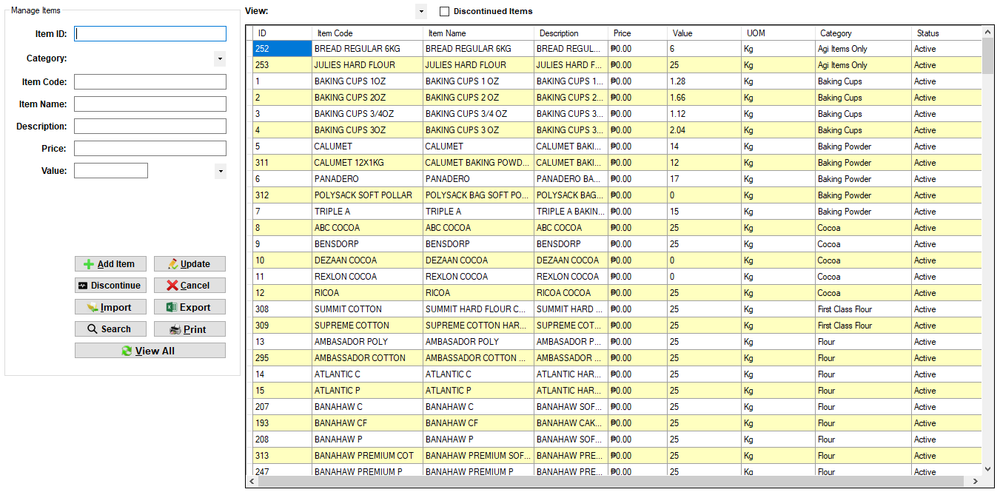 Manage Items
Item ID:
Category:
Item Code:
Item Name:
Description:
Price:
Value:
Add Item
Update
Discontinue
Cancel
Import
Export
Search
Print
View All
View:
Discontinued Items
ID Item Code Item Name Description Price Value UOM Category Status
252 BREAD REGULAR 6KG BREAD REGULAR 6KG BREAD REGUL... ₱0.00 6 Kg Agi Items Only Active
253 JULIES HARD FLOUR JULIES HARD FLOUR JULIES HARD F... ₱0.00 25 Kg Agi Items Only Active
1 BAKING CUPS 1OZ BAKING CUPS 1 OZ BAKING CUPS 1... ₱0.00 1.28 Kg Baking Cups Active
2 BAKING CUPS 2OZ BAKING CUPS 2 OZ BAKING CUPS 2... ₱0.00 1.66 Kg Baking Cups Active
3 BAKING CUPS 3/4OZ BAKING CUPS 3/4 OZ BAKING CUPS 3... ₱0.00 1.12 Kg Baking Cups Active
4 BAKING CUPS 3OZ BAKING CUPS 3 OZ BAKING CUPS 3... ₱0.00 2.04 Kg Baking Cups Active
5 CALUMET CALUMET CALUMET BAKI... ₱0.00 14 Kg Baking Powder Active
311 CALUMET 12X1KG CALUMET BAKING POWD... CALUMET BAKI... ₱0.00 12 Kg Baking Powder Active
6 PANADERO PANADERO PANADERO BA... ₱0.00 17 Kg Baking Powder Active
312 POLYSACK SOFT POLLAR POLYSACK BAG SOFT PO... POLYSACK BAG... ₱0.00 0 Kg Baking Powder Active
7 TRIPLE A TRIPLE A TRIPLE A BAKIN... ₱0.00 15 Kg Baking Powder Active
8 ABC COCOA ABC COCOA ABC COCOA ₱0.00 25 Kg Cocoa Active
9 BENSDORP BENSDORP BENSDORP ₱0.00 25 Kg Cocoa Active
10 DEZAAN COCOA DEZAAN COCOA DEZAAN COCOA ₱0.00 0 Kg Cocoa Active
11 REXLON COCOA REXLON COCOA REXLON COCOA ₱0.00 0 Kg Cocoa Active
12 RICOA RICOA RICOA COCOA ₱0.00 25 Kg Cocoa Active
308 SUMMIT COTTON SUMMIT HARD FLOUR C... SUMMIT HARD ... ₱0.00 25 Kg First Class Flour Active
309 SUPREME COTTON SUPREME COTTON HAR... SUPREME COT... ₱0.00 25 Kg First Class Flour Active
13 AMBASADOR POLY AMBASADOR POLY AMBASADOR P... ₱0.00 25 Kg Flour Active
295 AMBASSADOR COTTON AMBASSADOR COTTON ... AMBASSADOR ... ₱0.00 25 Kg Flour Active
14 ATLANTIC C ATLANTIC C ATLANTIC HAR... ₱0.00 25 Kg Flour Active
15 ATLANTIC P ATLANTIC P ATLANTIC HAR... ₱0.00 25 Kg Flour Active
207 BANAHAW C BANAHAW C BANAHAW SOF... ₱0.00 25 Kg Flour Active
193 BANAHAW CF BANAHAW CF BANAHAW CAK... ₱0.00 25 Kg Flour Active
208 BANAHAW P BANAHAW P BANAHAW SOF... ₱0.00 25 Kg Flour Active
313 BANAHAW PREMIUM COT BANAHAW PREMIUM SOF... BANAHAW PRE... ₱0.00 25 Kg Flour Active
247 BANAHAW PREMIUM P BANAHAW PREMIUM P BANAHAW PRE... ₱0.00 25 Kg Flour Active